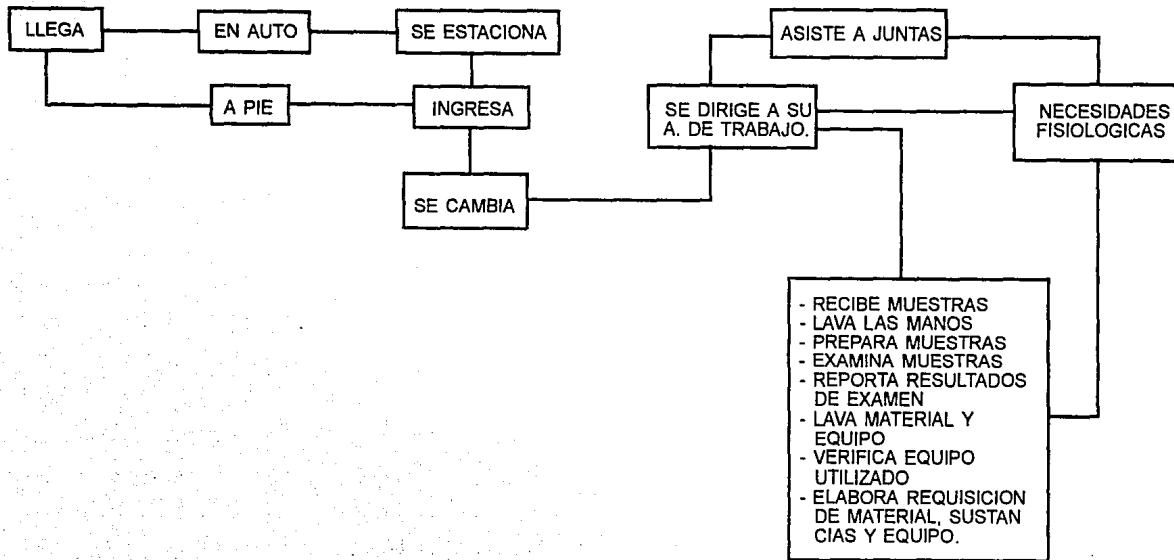 LLEGA
EN AUTO
SE ESTACIONA
A PIE
INGRESA
SE CAMBIA
ASISTE A JUNTAS
SE DIRIGE A SU
A. DE TRABAJO.
NECESIDADES
FISIOLOGICAS
- RECIBE MUESTRAS
- LAVA LAS MANOS
- PREPARA MUESTRAS
- EXAMINA MUESTRAS
- REPORTA RESULTADOS
DE EXAMEN
- LAVA MATERIAL Y
EQUIPO
- VERIFICA EQUIPO
UTILIZADO
- ELABORA REQUISICION
DE MATERIAL, SUSTAN
CIAS Y EQUIPO.